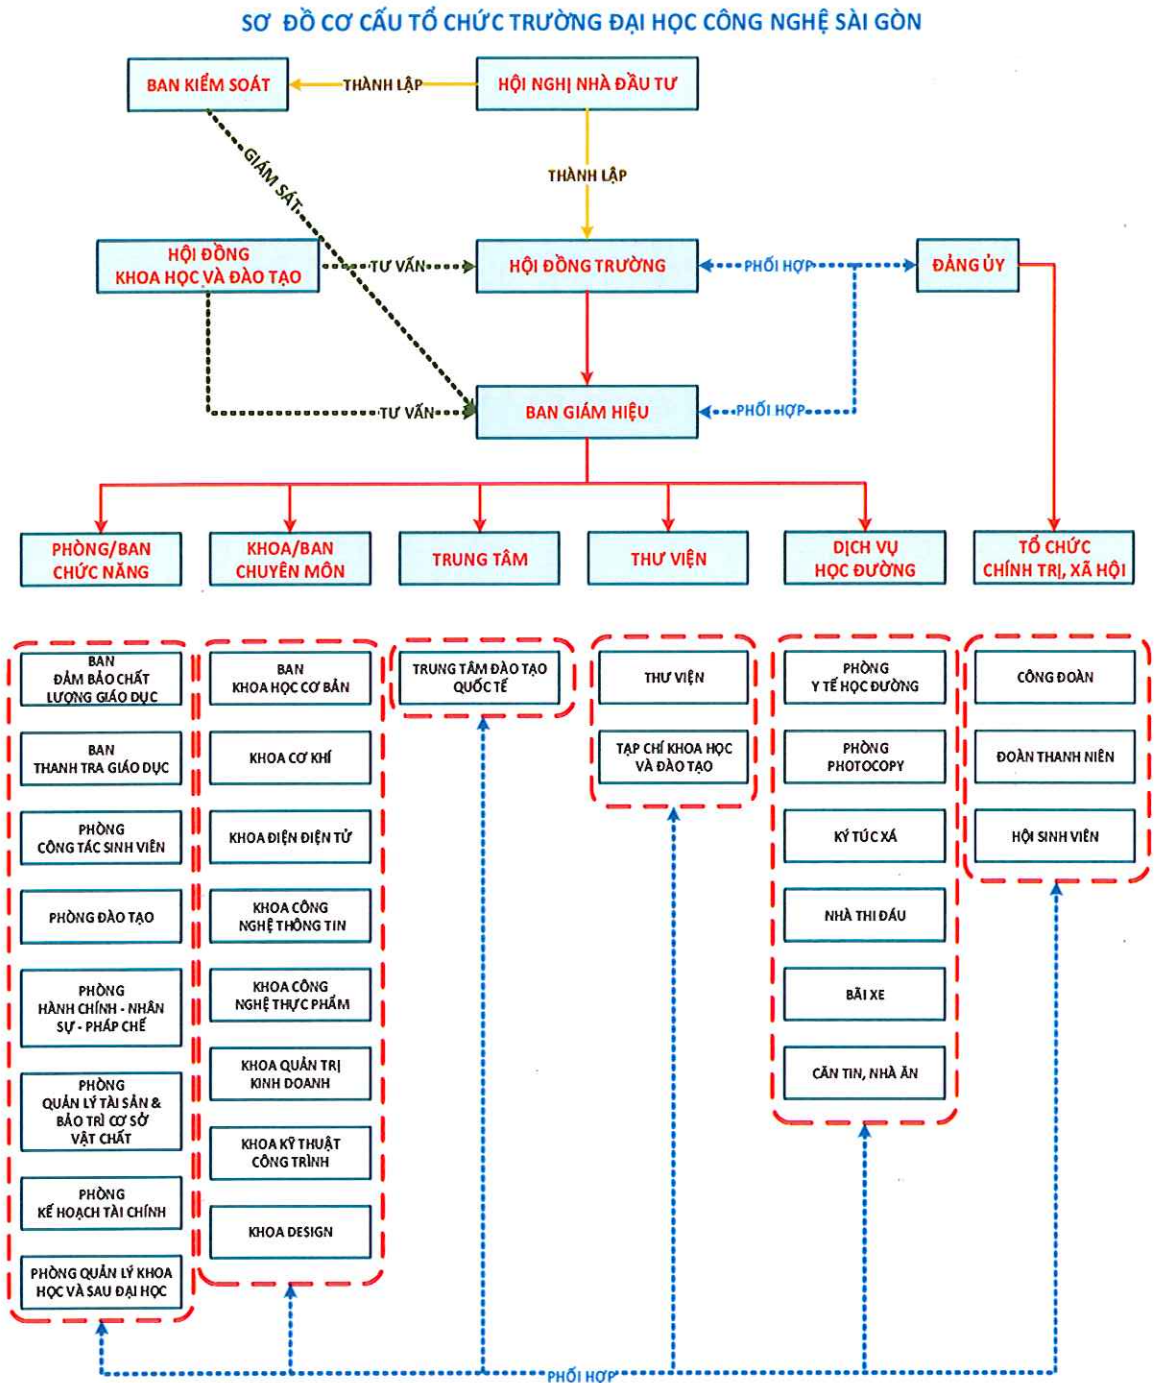 SƠ ĐỒ CƠ CẤU TỔ CHỨC TRƯỜNG ĐẠI HỌC CÔNG NGHỆ SÀI GÒN
BAN KIỂM SOÁT
THÀNH LẬP
HỘI NGHỊ NHÀ ĐẦU TƯ
GIÁM SÁT
THÀNH LẬP
HỘI ĐỒNG
KHOA HỌC VÀ ĐÀO TẠO
TƯ VẤN
HỘI ĐỒNG TRƯỜNG
PHỐI HỢP
ĐẢNG ỦY
TƯ VẤN
BAN GIÁM HIỆU
PHỐI HỢP
PHÒNG/BAN
CHỨC NĂNG
KHOA/BAN
CHUYÊN MÔN
TRUNG TÂM
THƯ VIỆN
DỊCH VỤ
HỌC ĐƯỜNG
TỔ CHỨC
CHÍNH TRỊ, XÃ HỘI
BAN
ĐẢM BẢO CHẤT
LƯỢNG GIÁO DỤC
BAN
THANH TRA GIÁO DỤC
PHÒNG
CÔNG TÁC SINH VIÊN
PHÒNG ĐÀO TẠO
PHÒNG
HÀNH CHÍNH - NHÂN
SỰ - PHÁP CHẾ
PHÒNG
QUẢN LÝ TÀI SẢN &
BẢO TRÌ CƠ SỞ
VẬT CHẤT
PHÒNG
KẾ HOẠCH TÀI CHÍNH
PHÒNG QUẢN LÝ KHOA
HỌC VÀ SAU ĐẠI HỌC
BAN
KHOA HỌC CƠ BẢN
KHOA CƠ KHÍ
KHOA ĐIỆN ĐIỆN TỬ
KHOA CÔNG
NGHỆ THÔNG TIN
KHOA CÔNG
NGHỆ THỰC PHẨM
KHOA QUẢN TRỊ
KINH DOANH
KHOA KỸ THUẬT
CÔNG TRÌNH
KHOA DESIGN
TRUNG TÂM ĐÀO TẠO
QUỐC TẾ
THƯ VIỆN
TẠP CHÍ KHOA HỌC
VÀ ĐÀO TẠO
PHÒNG
Y TẾ HỌC ĐƯỜNG
PHÒNG
PHOTOCOPY
KÝ TÚC XÁ
NHÀ THI ĐẤU
BÃI XE
CĂN TIN, NHÀ ĂN
CÔNG ĐOÀN
ĐOÀN THANH NIÊN
HỘI SINH VIÊN
PHỐI HỢP